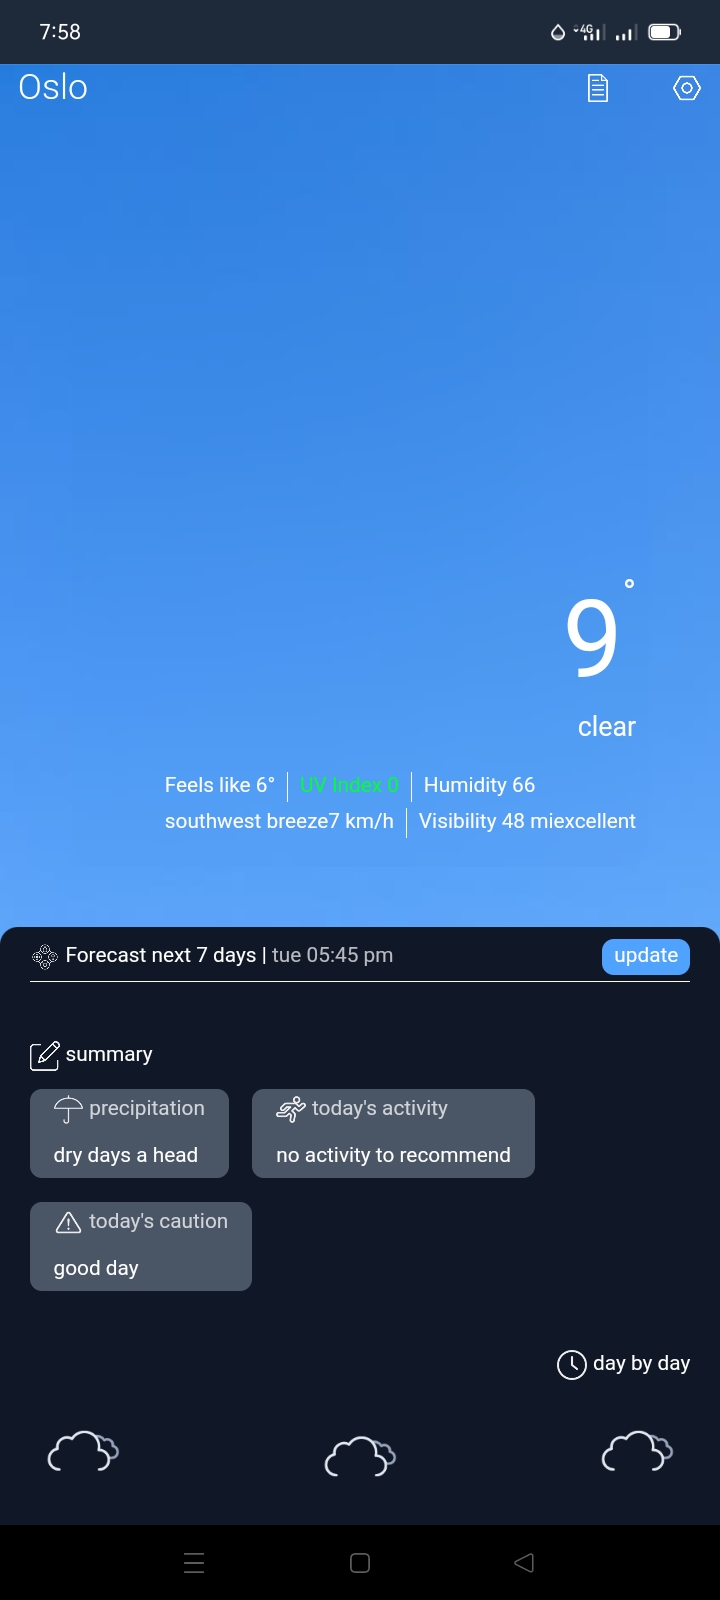 7:58
4G
Oslo
9°
clear
Feels like 6° UV Index 0 Humidity 66
southwest breeze7 km/h Visibility 48 miexcellent
Forecast next 7 days | tue 05:45 pm update
summary
precipitation today's activity
dry days a head no activity to recommend
today's caution
good day
day by day